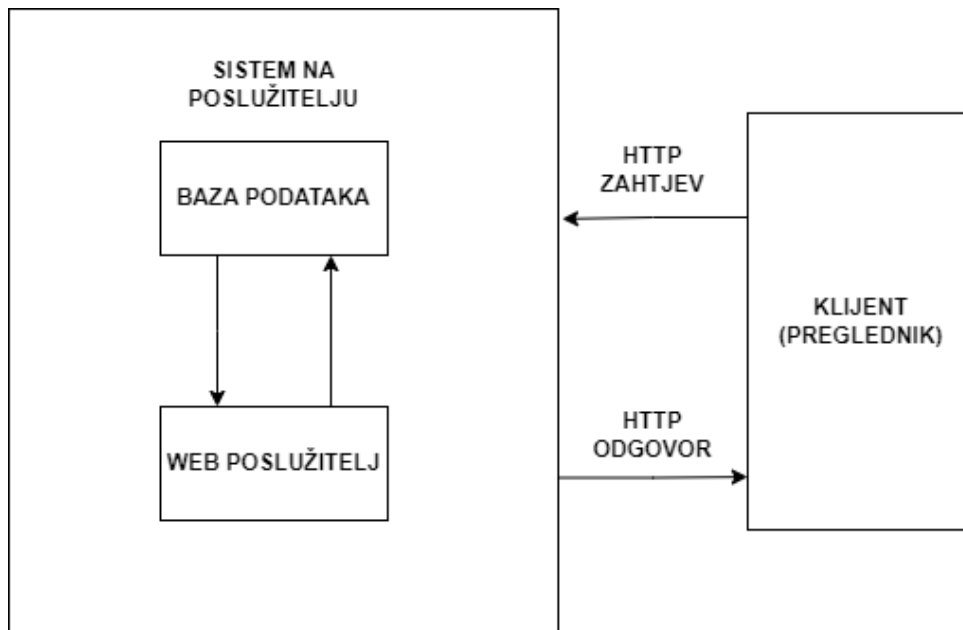 SISTEM NA
POSLUŽITELJU
BAZA PODATAKA
WEB POSLUŽITELJ
HTTP
ZAHTJEV
HTTP
ODGOVOR
KLIJENT
(PREGLEDNIK)